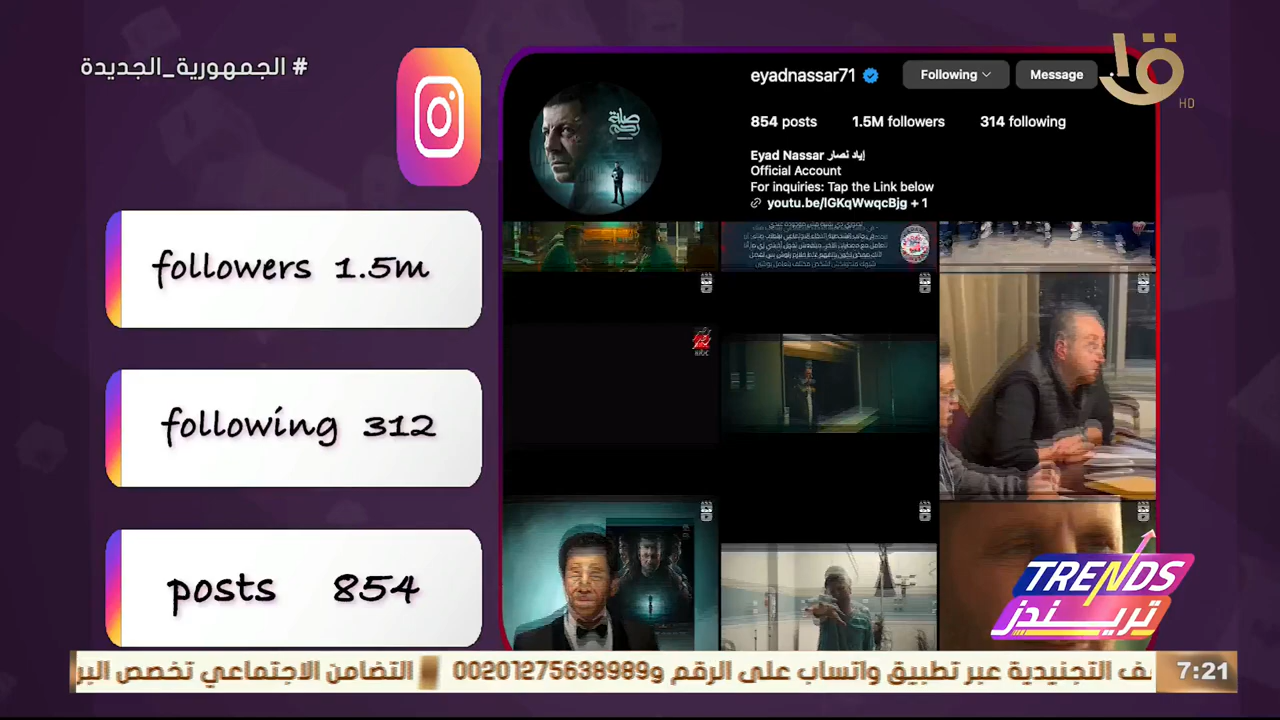 # الجمهورية_الجديدة
HD
followers 1.5m
following 312
posts 854
eyadnassar71
Following
Message
854 posts 1.5M followers 314 following
Eyad Nassar إياد نصار
Official Account
For inquiries: Tap the Link below
youtu.be/lGKqWwqcBjg + 1
صلة رحم
TRENDS
تريندز
ف التجنيدية عبر تطبيق واتساب على الرقم و00201275638989 التضامن الاجتماعي تخصص البر
7:21